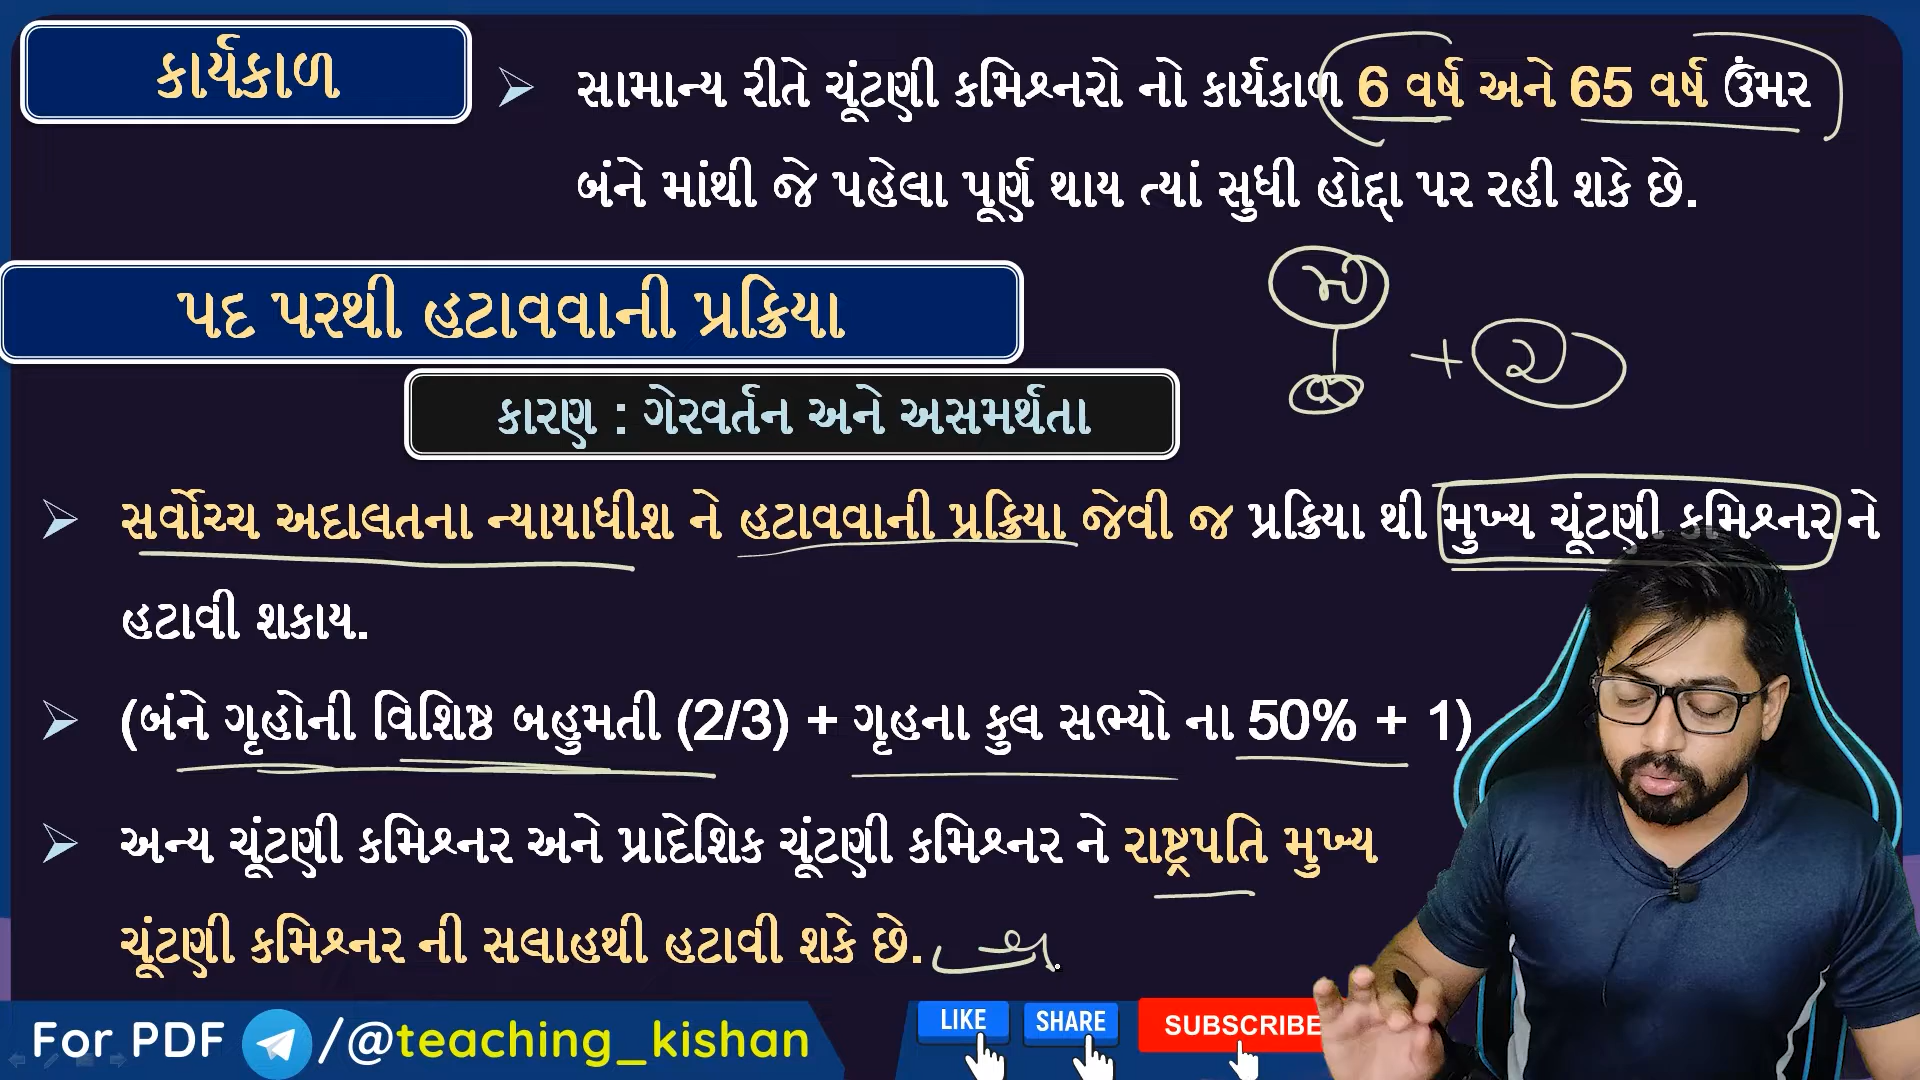 કાર્યકાળ
સામાન્ય રીતે ચૂંટણી કમિશ્નરો નો કાર્યકાળ 6 વર્ષ અને 65 વર્ષ ઉંમર
બંને માંથી જે પહેલા પૂર્ણ થાય ત્યાં સુધી હોદ્દા પર રહી શકે છે.
પદ પરથી હટાવવાની પ્રક્રિયા
+ 2
કારણ : ગેરવર્તન અને અસમર્થતા
સર્વોચ્ચ અદાલતના ન્યાયાધીશ ને હટાવવાની પ્રક્રિયા જેવી જ પ્રક્રિયા થી મુખ્ય ચૂંટણી કમિશ્નર ને
હટાવી શકાય.
(બંને ગૃહોની વિશિષ્ઠ બહુમતી (2/3) + ગૃહના કુલ સભ્યો ના 50% + 1)
અન્ય ચૂંટણી કમિશ્નર અને પ્રાદેશિક ચૂંટણી કમિશ્નર ને રાષ્ટ્રપતિ મુખ્ય
ચૂંટણી કમિશ્નર ની સલાહથી હટાવી શકે છે.
For PDF /@teaching_kishan
LIKE
SHARE
SUBSCRIBE